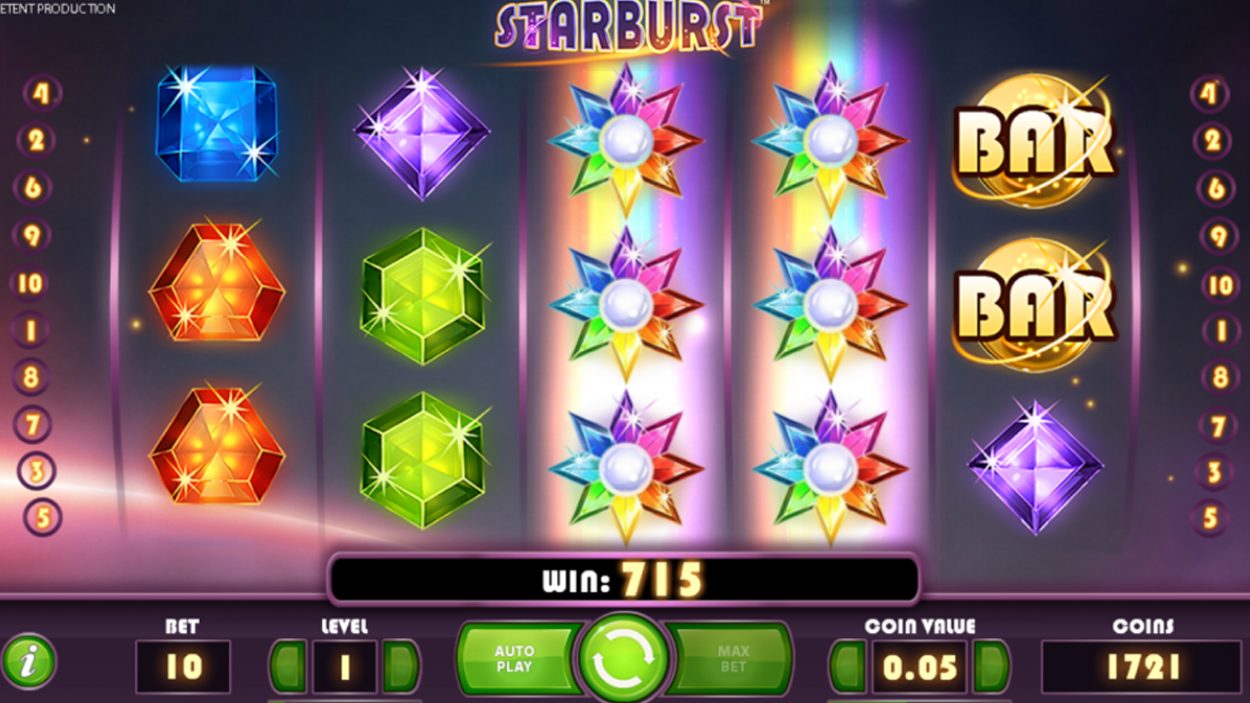 ETENT PRODUCTION
STARBURST™
4
2
6
9
10
1
8
7
3
5
BAR
BAR
4
2
6
9
10
1
8
7
3
5
WIN: 715
BET
10
LEVEL
1
AUTO
PLAY
MAX
BET
COIN VALUE
0.05
COINS
1721
i